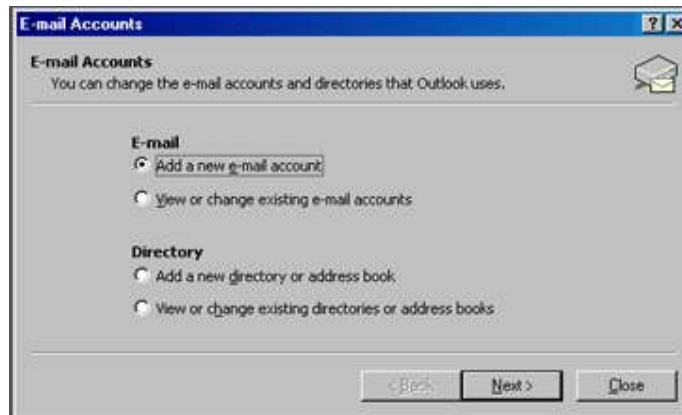 E-mail Accounts
E-mail Accounts
You can change the e-mail accounts and directories that Outlook uses.
E-mail
Add a new e-mail account
View or change existing e-mail accounts
Directory
Add a new directory or address book
View or change existing directories or address books
< Back Next > Close